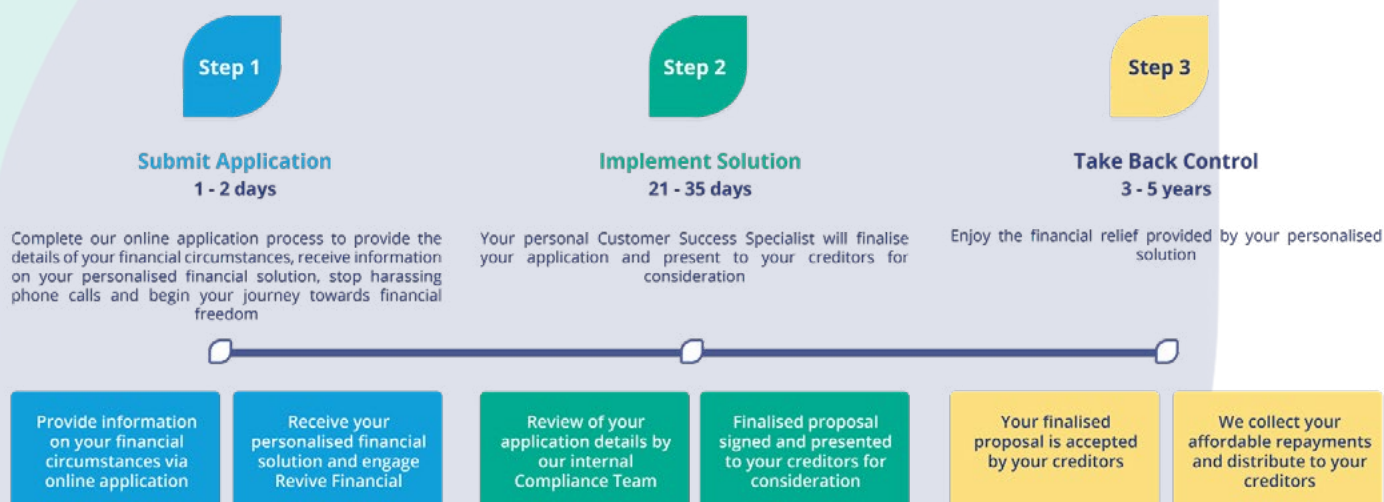 Step 1
Submit Application
1 - 2 days
Complete our online application process to provide the
details of your financial circumstances, receive information
on your personalised financial solution, stop harassing
phone calls and begin your journey towards financial
freedom
Step 2
Implement Solution
21 - 35 days
Your personal Customer Success Specialist will finalise
your application and present to your creditors for
consideration
Step 3
Take Back Control
3 - 5 years
Enjoy the financial relief provided by your personalised
solution
Provide information
on your financial
circumstances via
online application
Receive your
personalised financial
solution and engage
Revive Financial
Review of your
application details by
our internal
Compliance Team
Finalised proposal
signed and presented
to your creditors for
consideration
Your finalised
proposal is accepted
by your creditors
We collect your
affordable repayments
and distribute to your
creditors